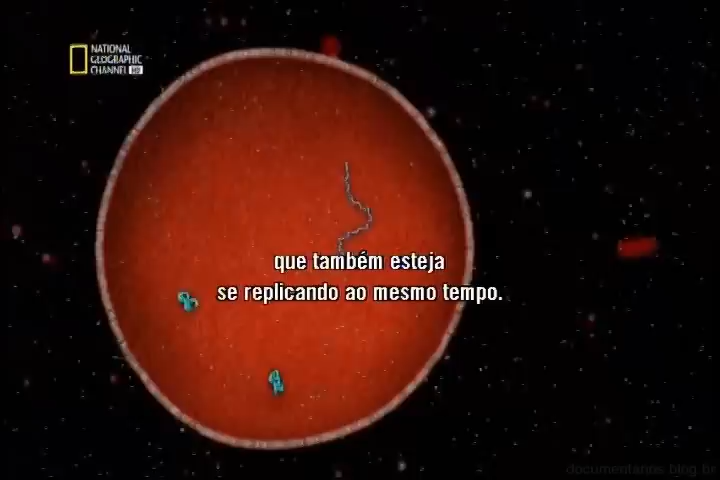 NATIONAL
GEOGRAPHIC
CHANNEL HD
que também esteja
se replicando ao mesmo tempo.
documentarios.blog.br